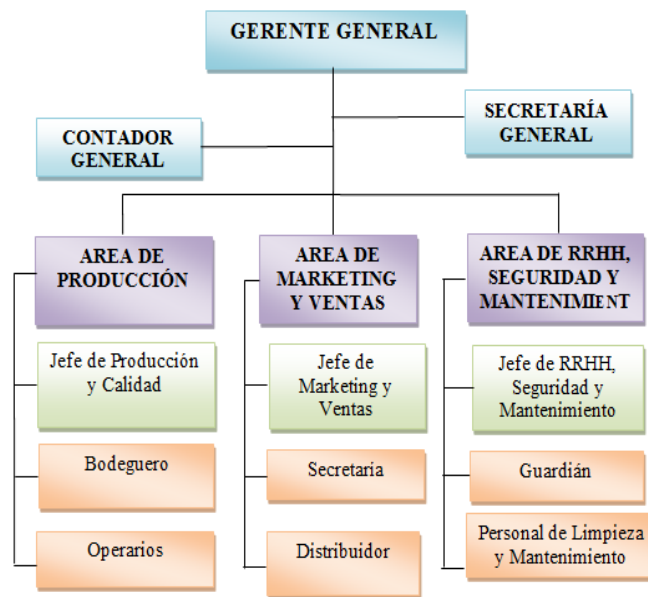 GERENTE GENERAL
SECRETARÍA
GENERAL
CONTADOR
GENERAL
AREA DE
PRODUCCIÓN
Jefe de Producción
y Calidad
Bodeguero
Operarios
AREA DE
MARKETING
Y VENTAS
Jefe de
Marketing y
Ventas
Secretaria
Distribuidor
AREA DE RRHH,
SEGURIDAD Y
MANTENIMIENT
Jefe de RRHH,
Seguridad y
Mantenimiento
Guardián
Personal de Limpieza
y Mantenimiento